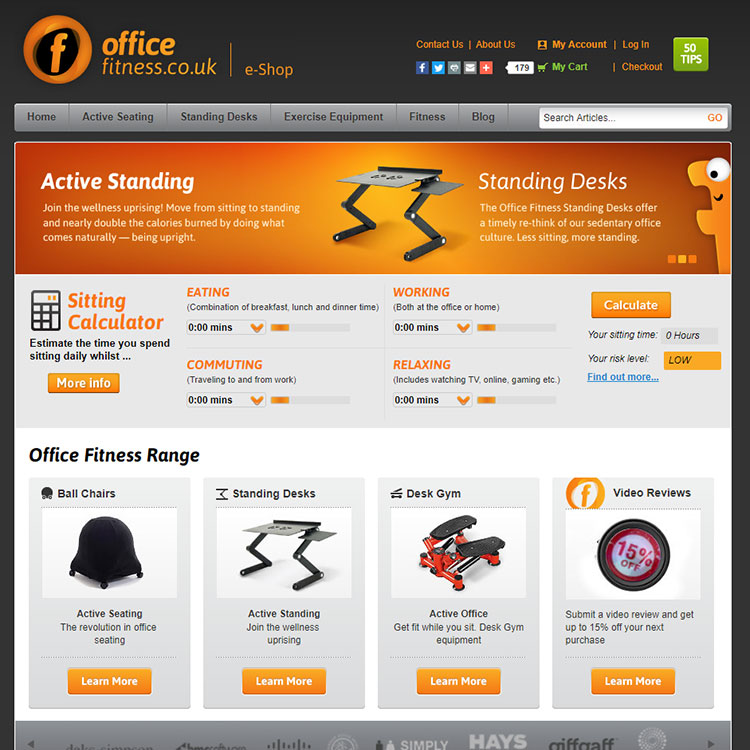 office
fitness.co.uk
e-Shop
Contact Us | About Us
My Account | Log In
179
My Cart | Checkout
50
TIPS
Home
Active Seating
Standing Desks
Exercise Equipment
Fitness
Blog
Search Articles...
GO
Active Standing
Join the wellness uprising! Move from sitting to standing
and nearly double the calories burned by doing what
comes naturally — being upright.
Standing Desks
The Office Fitness Standing Desks offer
a timely re-think of our sedentary office
culture. Less sitting, more standing.
Sitting
Calculator
Estimate the time you spend
sitting daily whilst ...
More Info
EATING
(Combination of breakfast, lunch and dinner time)
0:00 mins
WORKING
(Both at the office or home)
0:00 mins
COMMUTING
(Traveling to and from work)
0:00 mins
RELAXING
(Includes watching TV, online, gaming etc.)
0:00 mins
Calculate
Your sitting time: 0 Hours
Your risk level: LOW
Find out more...
Office Fitness Range
Ball Chairs
Active Seating
The revolution in office
seating
Learn More
Standing Desks
Active Standing
Join the wellness
uprising
Learn More
Desk Gym
Active Office
Get fit while you sit. Desk Gym
equipment
Learn More
Video Reviews
15%
OFF
Submit a video review and get
up to 15% off your next
purchase
Learn More
SIMPLY
HAYS
giffgaff